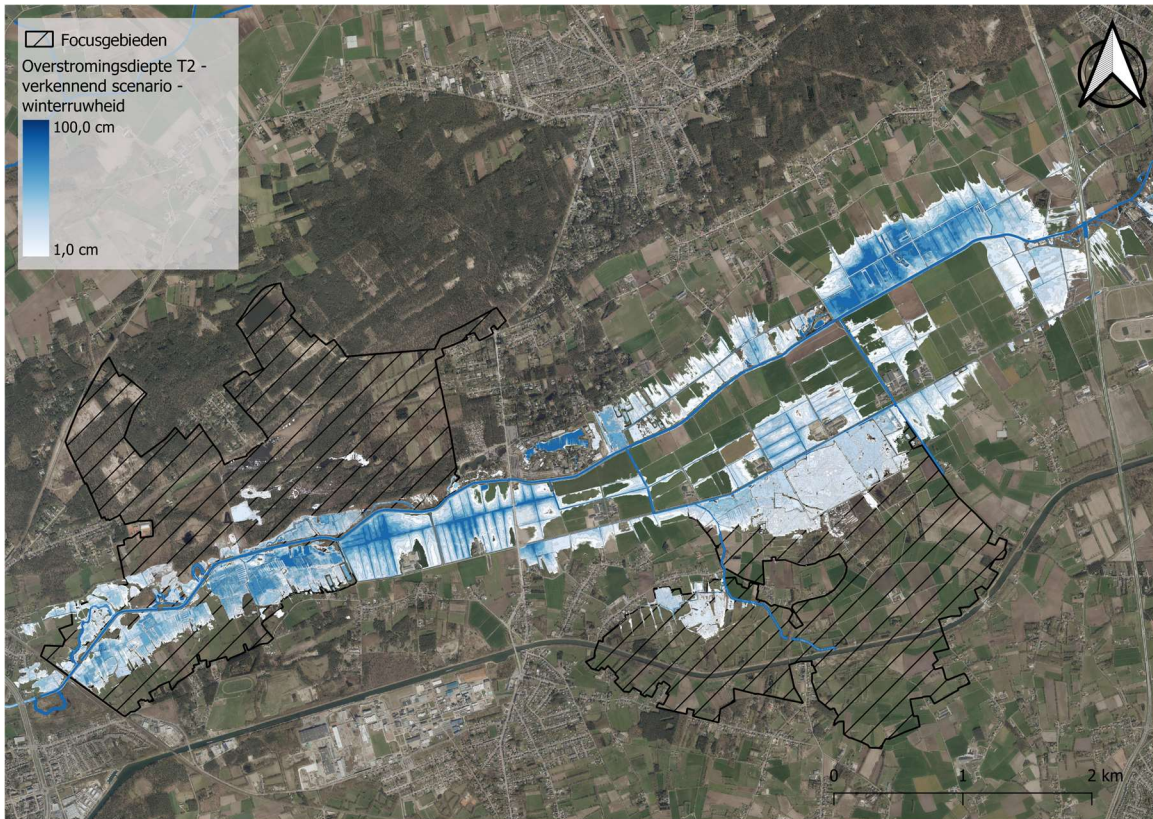 Focusgebieden
Overstromingsdiepte T2 -
verkennend scenario -
winterruwheid
100,0 cm
1,0 cm
0 1 2 km